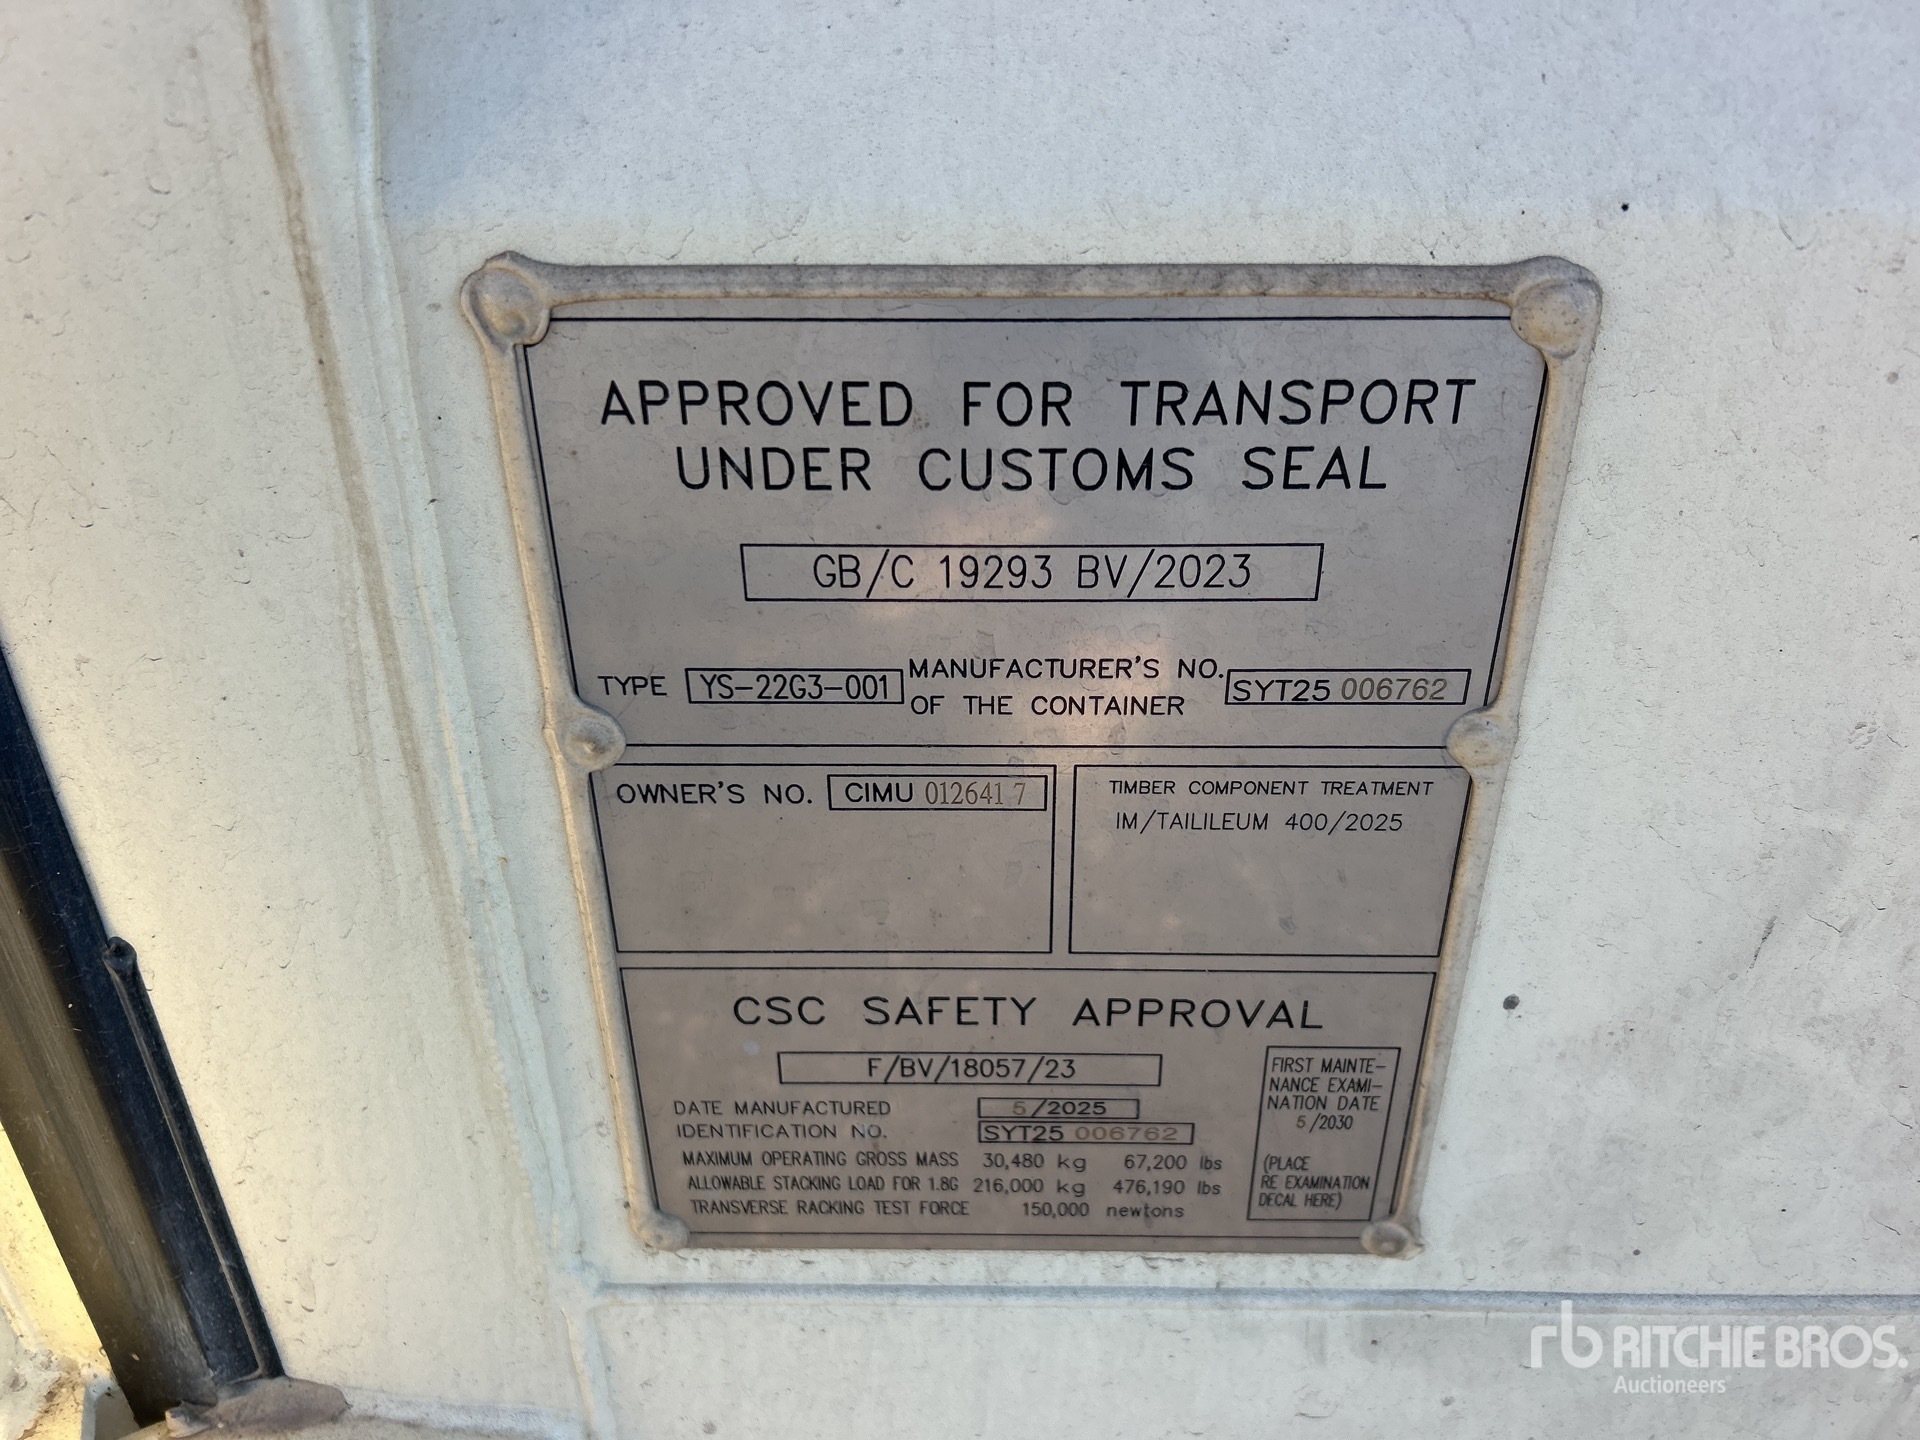 APPROVED FOR TRANSPORT
UNDER CUSTOMS SEAL
GB/C 19293 BV/2023
TYPE YS-22G3-001 MANUFACTURER'S NO. OF THE CONTAINER SYT25 006762
OWNER'S NO. CIMU 012641 7
TIMBER COMPONENT TREATMENT
IM/TAILILEUM 400/2025
CSC SAFETY APPROVAL
F/BV/18057/23
DATE MANUFACTURED 5/2025
IDENTIFICATION NO. SYT25 006762
MAXIMUM OPERATING GROSS MASS 30,480 kg 67,200 lbs
ALLOWABLE STACKING LOAD FOR 1.8G 216,000 kg 476,190 lbs
TRANSVERSE RACKING TEST FORCE 150,000 newtons
FIRST MAINTE-
NANCE EXAMI-
NATION DATE
5/2030
(PLACE
RE EXAMINATION
DECAL HERE)
rb RITCHIE BROS.
Auctioneers